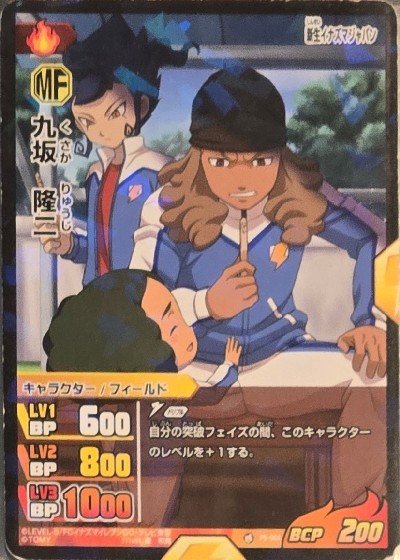 新生イナズマジャパン
MF
九坂 隆二
くさか りゅうじ
キャラクター / フィールド
LV1 BP 600
LV2 BP 800
LV3 BP 1000
自分の突破フェイズの間、このキャラクター
のレベルを+1する。
BCP 200
©LEVEL-5/FCイナズマイレブンGO・テレビ東京
©TOMY